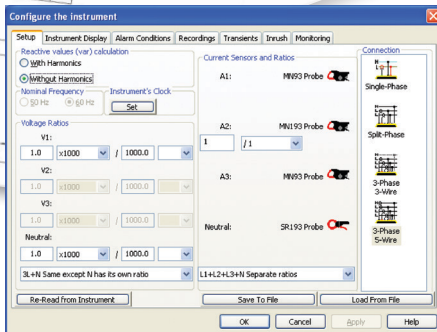 Configure the instrument
Setup Instrument Display Alarm Conditions Recordings Transients Inrush Monitoring
Reactive values (var) calculation
With Harmonics
Without Harmonics
Nominal Frequency
50 Hz 60 Hz
Instrument's Clock
Set
Voltage Ratios
V1:
1.0 x1000 / 1000.0
V2:
1.0 x1000 / 1000.0
V3:
1.0 x1000 / 1000.0
Neutral:
1.0 x1000 / 1000.0
3L+N Same except N has its own ratio
Current Sensors and Ratios
A1: MN93 Probe
A2: MN193 Probe
1 / 1
A3: MN93 Probe
Neutral: SR193 Probe
L1+L2+L3+N Separate ratios
Connection
Single-Phase
Split-Phase
3-Phase
3-Wire
3-Phase
5-Wire
Re-Read from Instrument Save To File Load From File
OK Cancel Apply Help